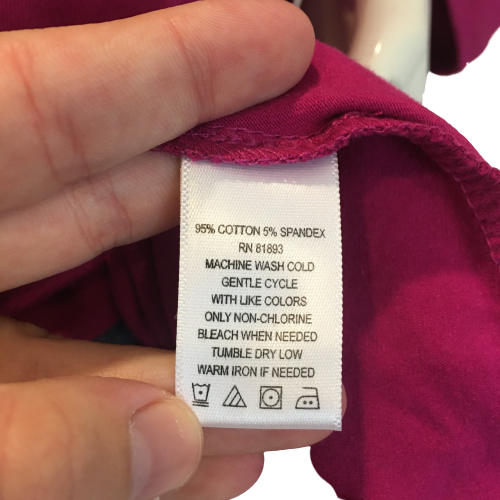 95% COTTON 5% SPANDEX
RN 81893
MACHINE WASH COLD
GENTLE CYCLE
WITH LIKE COLORS
ONLY NON-CHLORINE
BLEACH WHEN NEEDED
TUMBLE DRY LOW
WARM IRON IF NEEDED